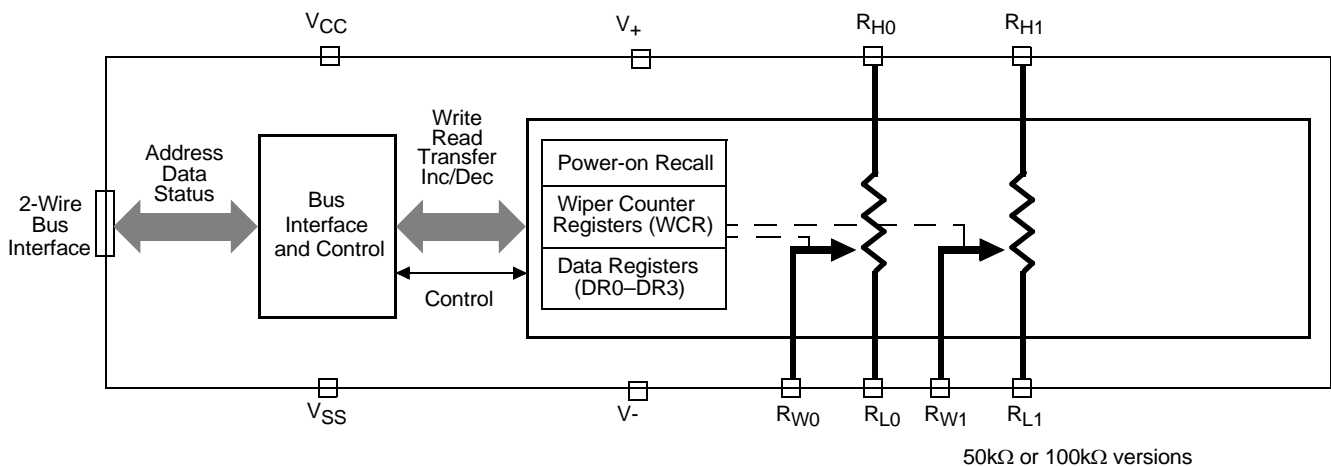 VCC
V+
RH0
RH1
Address
Data
Status
Write
Read
Transfer
Inc/Dec
2-Wire
Bus
Interface
Bus
Interface
and Control
Control
Power-on Recall
Wiper Counter
Registers (WCR)
Data Registers
(DR0–DR3)
VSS
V-
RW0
RL0
RW1
RL1
50kΩ or 100kΩ versions